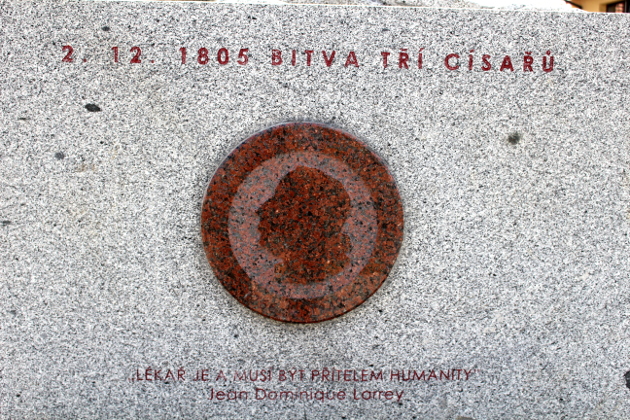 2. 12. 1805 BITVA TŘÍ CÍSAŘŮ
‚LÉKAŘ JE A MUSÍ BÝT PŘÍTELEM HUMANITY‘
Jean Dominique Larrey